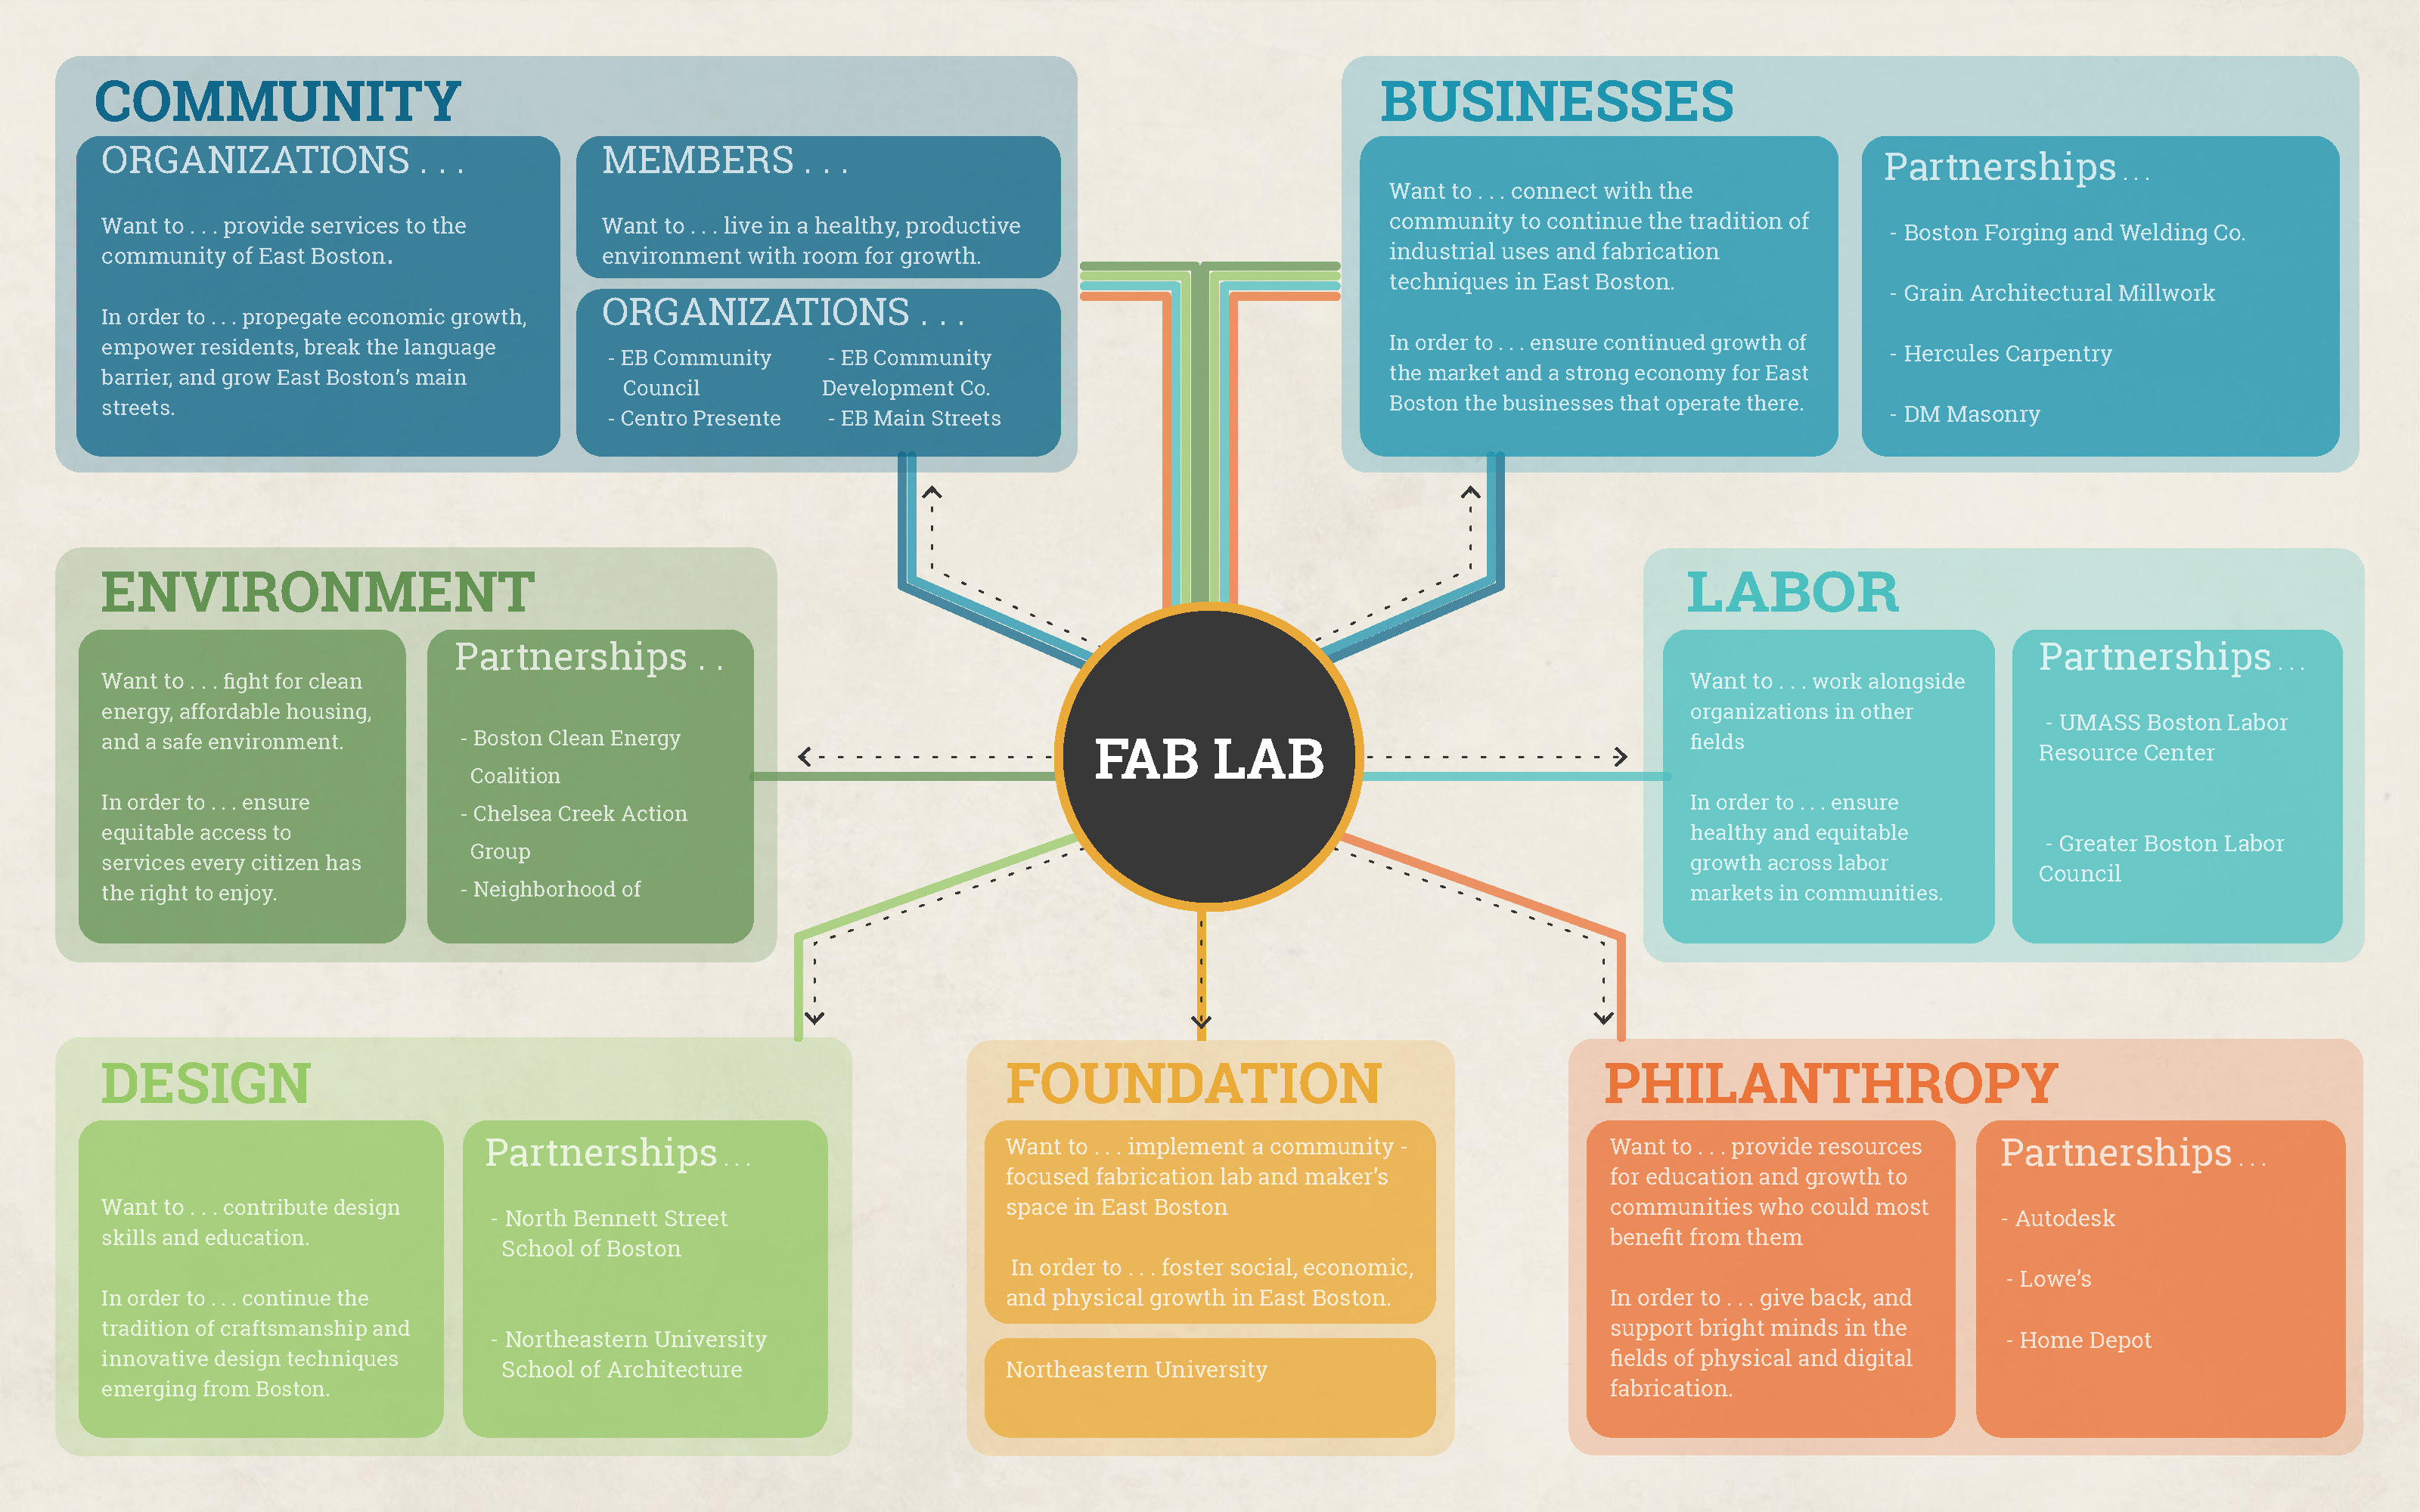 COMMUNITY
ORGANIZATIONS . . .
Want to . . . provide services to the
community of East Boston.
In order to . . . propegate economic growth,
empower residents, break the language
barrier, and grow East Boston's main
streets.
MEMBERS . . .
Want to . . . live in a healthy, productive
environment with room for growth.
ORGANIZATIONS . . .
- EB Community
Council
- Centro Presente
- EB Community
Development Co.
- EB Main Streets
BUSINESSES
Want to . . . connect with the
community to continue the tradition of
industrial uses and fabrication
techniques in East Boston.
In order to . . . ensure continued growth of
the market and a strong economy for East
Boston the businesses that operate there.
Partnerships . . .
- Boston Forging and Welding Co.
- Grain Architectural Millwork
- Hercules Carpentry
- DM Masonry
ENVIRONMENT
Want to . . . fight for clean
energy, affordable housing,
and a safe environment.
In order to . . . ensure
equitable access to
services every citizen has
the right to enjoy.
Partnerships . .
- Boston Clean Energy
Coalition
- Chelsea Creek Action
Group
- Neighborhood of
FAB LAB
LABOR
Want to . . . work alongside
organizations in other
fields
In order to . . . ensure
healthy and equitable
growth across labor
markets in communities.
Partnerships . . .
- UMASS Boston Labor
Resource Center
- Greater Boston Labor
Council
DESIGN
Want to . . . contribute design
skills and education.
In order to . . . continue the
tradition of craftsmanship and
innovative design techniques
emerging from Boston.
Partnerships . . .
- North Bennett Street
School of Boston
- Northeastern University
School of Architecture
FOUNDATION
Want to . . . implement a community -
focused fabrication lab and maker's
space in East Boston
In order to . . . foster social, economic,
and physical growth in East Boston.
Northeastern University
PHILANTHROPY
Want to . . . provide resources
for education and growth to
communities who could most
benefit from them
In order to . . . give back, and
support bright minds in the
fields of physical and digital
fabrication.
Partnerships . . .
- Autodesk
- Lowe's
- Home Depot